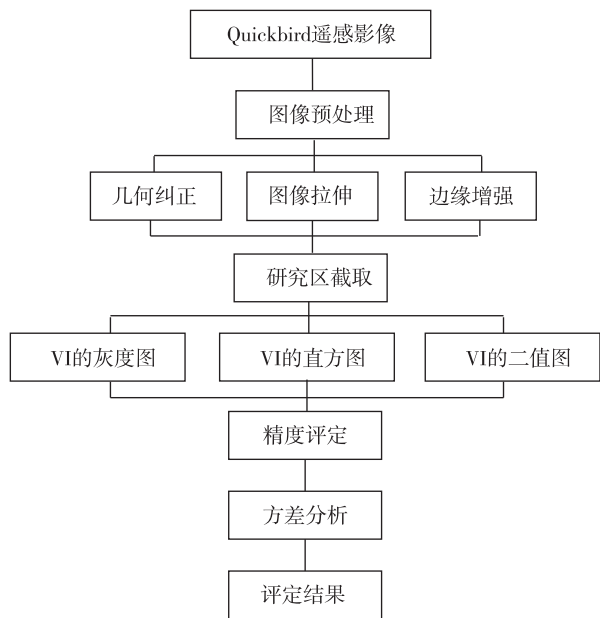 Quickbird遥感影像
图像预处理
几何纠正
图像拉伸
边缘增强
研究区截取
VI的灰度图
VI的直方图
VI的二值图
精度评定
方差分析
评定结果